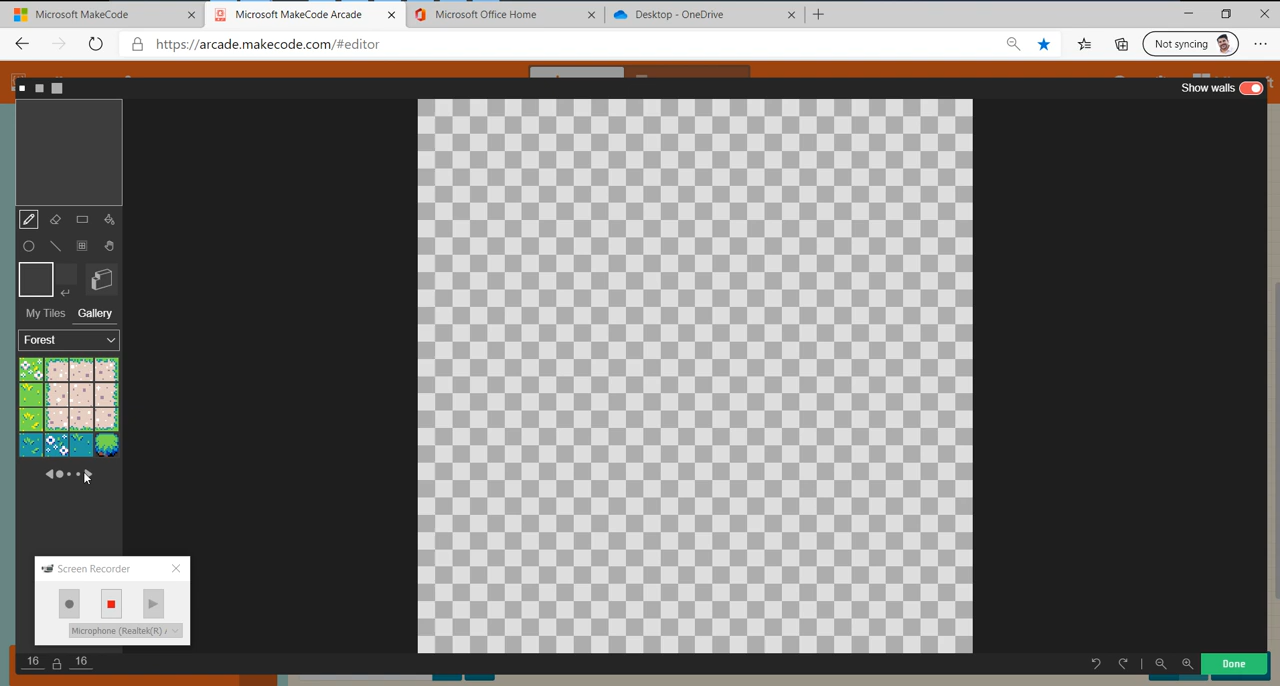 Microsoft MakeCode
Microsoft MakeCode Arcade
Microsoft Office Home
Desktop - OneDrive
https://arcade.makecode.com/#editor
Not syncing
Show walls
My Tiles
Gallery
Forest
Screen Recorder
Microphone (Realtek(R)
16
16
Done